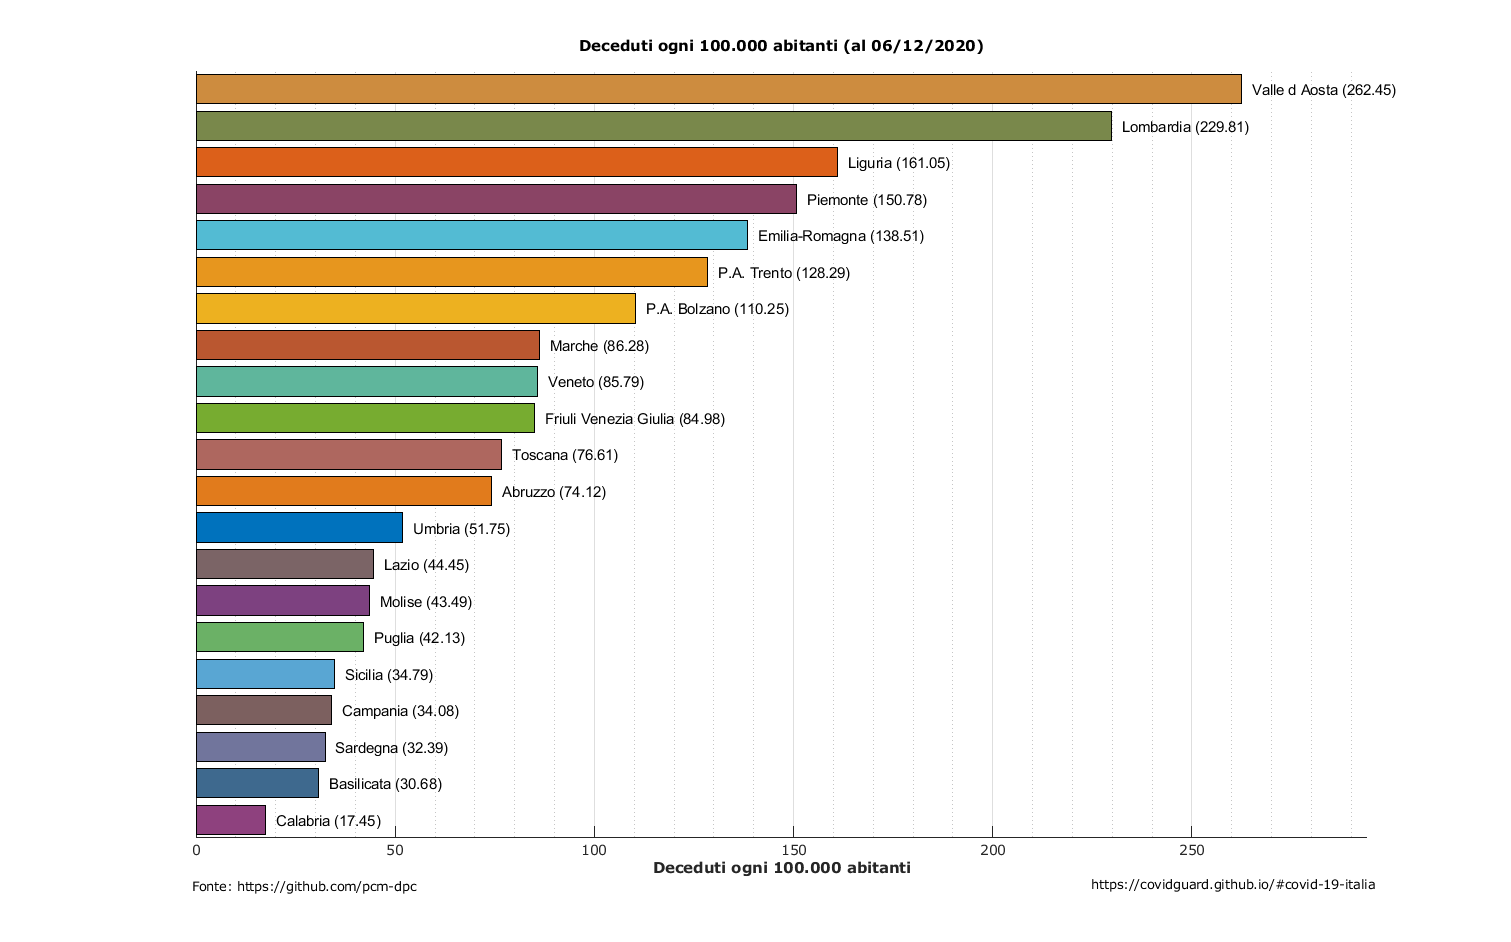 Deceduti ogni 100.000 abitanti (al 06/12/2020)
Valle d Aosta (262.45)
Lombardia (229.81)
Liguria (161.05)
Piemonte (150.78)
Emilia-Romagna (138.51)
P.A. Trento (128.29)
P.A. Bolzano (110.25)
Marche (86.28)
Veneto (85.79)
Friuli Venezia Giulia (84.98)
Toscana (76.61)
Abruzzo (74.12)
Umbria (51.75)
Lazio (44.45)
Molise (43.49)
Puglia (42.13)
Sicilia (34.79)
Campania (34.08)
Sardegna (32.39)
Basilicata (30.68)
Calabria (17.45)
0 50 100 150 200 250
Deceduti ogni 100.000 abitanti
Fonte: https://github.com/pcm-dpc
https://covidguard.github.io/#covid-19-italia